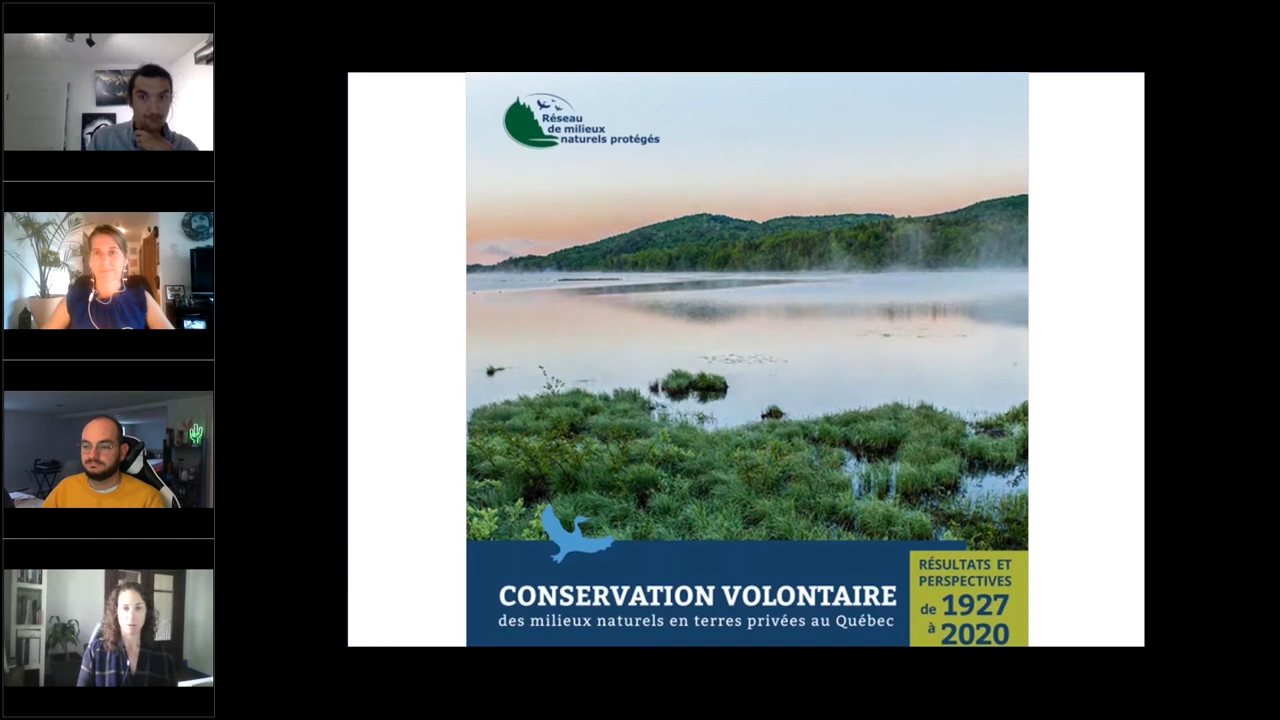 Réseau
de milieux
naturels protégés
CONSERVATION VOLONTAIRE
des milieux naturels en terres privées au Québec
RÉSULTATS ET
PERSPECTIVES
de 1927
à 2020